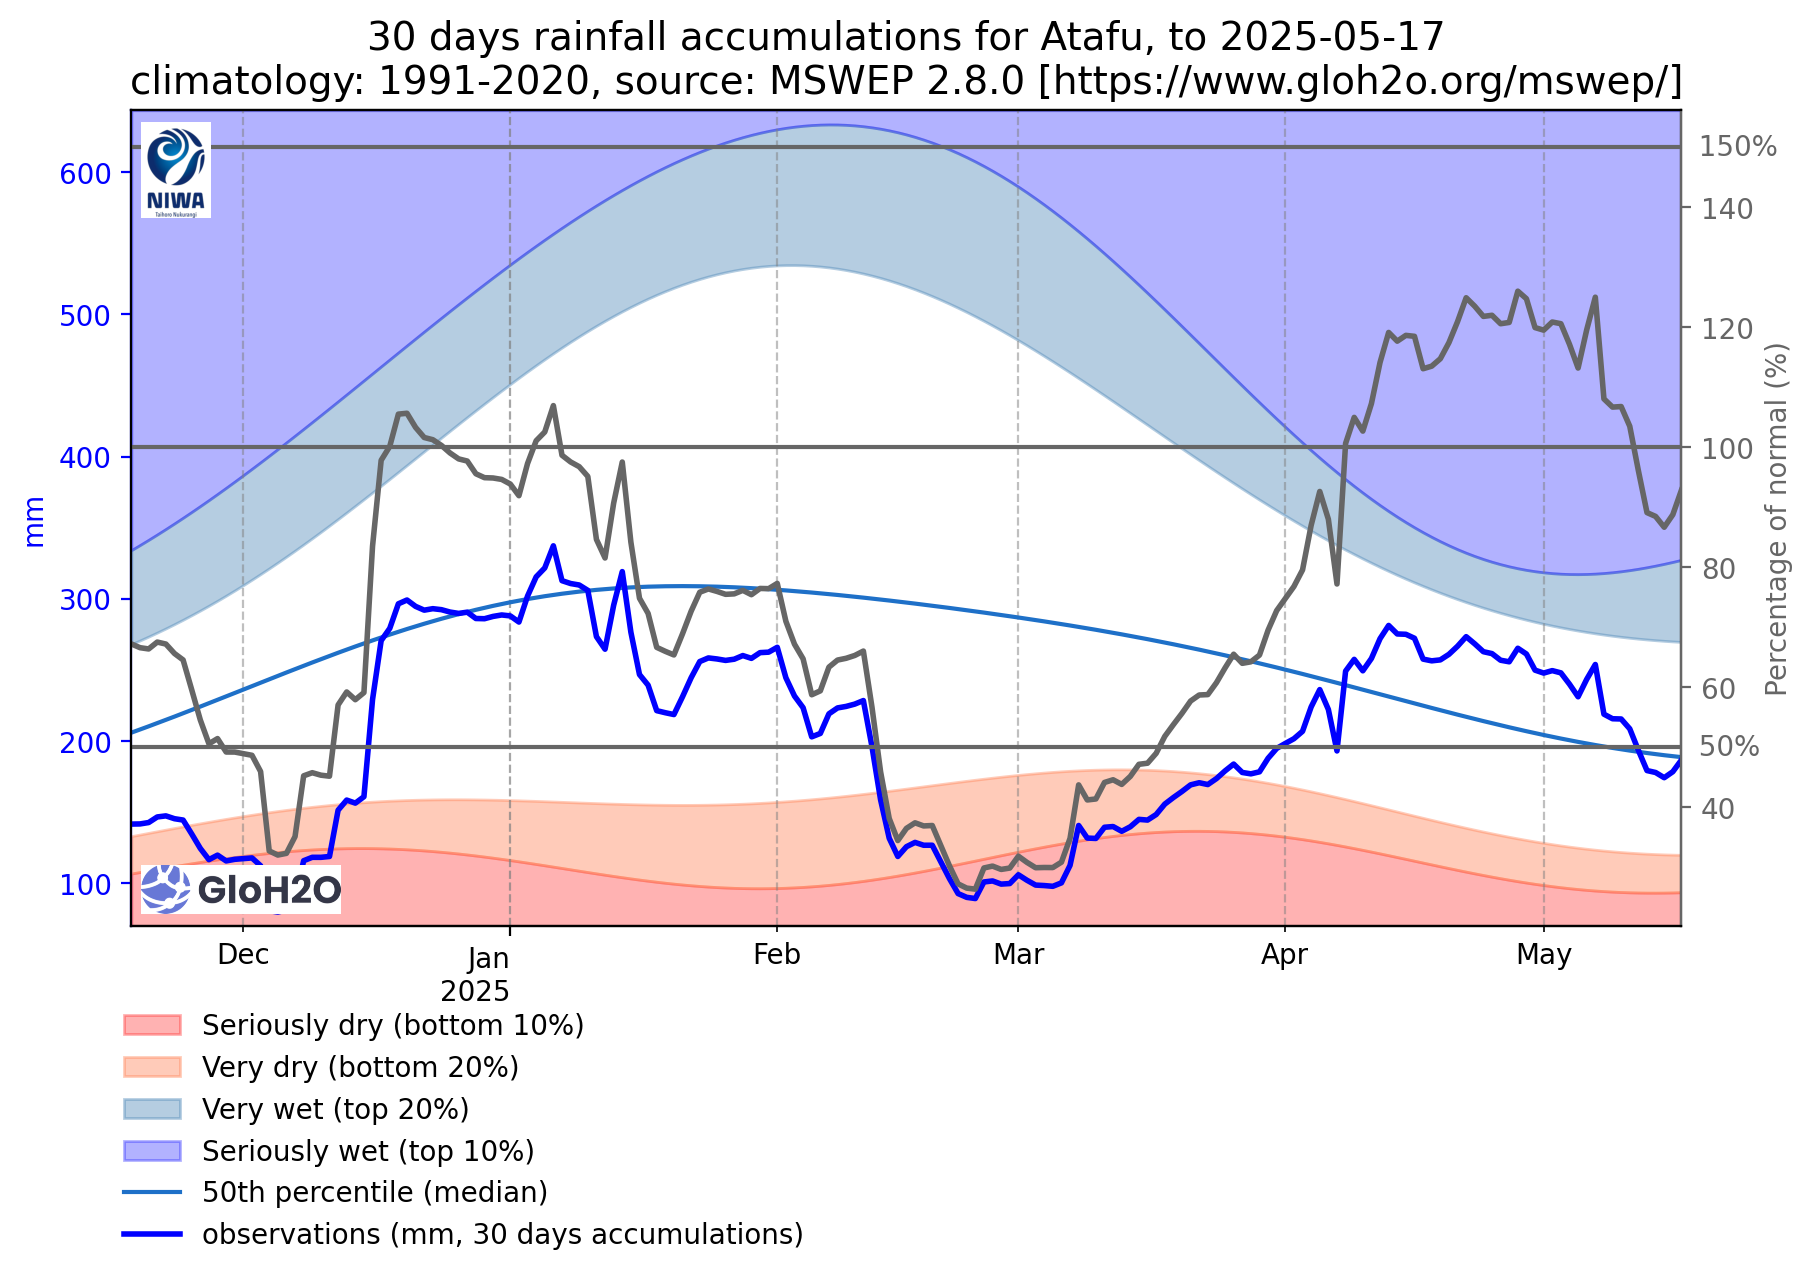 30 days rainfall accumulations for Atafu, to 2025-05-17
climatology: 1991-2020, source: MSWEP 2.8.0 [https://www.gloh2o.org/mswep/]
NIWA
Taihoro Nukurangi
600
500
400
300
200
100
mm
150%
140
120
100
80
60
50%
40
Percentage of normal (%)
GloH2O
Dec
Jan
2025
Feb
Mar
Apr
May
Seriously dry (bottom 10%)
Very dry (bottom 20%)
Very wet (top 20%)
Seriously wet (top 10%)
50th percentile (median)
observations (mm, 30 days accumulations)